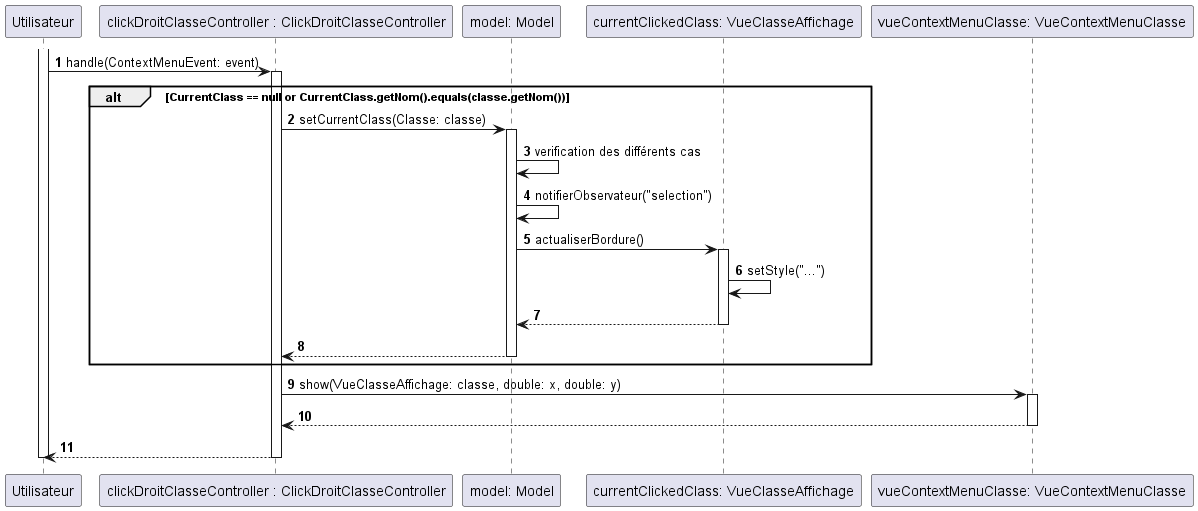 Utilisateur
clickDroitClasseController : ClickDroitClasseController
model: Model
currentClickedClass: VueClasseAffichage
vueContextMenuClasse: VueContextMenuClasse
1 handle(ContextMenuEvent: event)
alt [CurrentClass == null or CurrentClass.getNom().equals(classe.getNom())]
2 setCurrentClass(Classe: classe)
3 verification des différents cas
4 notifierObservateur("selection")
5 actualiserBordure()
6 setStyle("...")
7
8
9 show(VueClasseAffichage: classe, double: x, double: y)
10
11
Utilisateur
clickDroitClasseController : ClickDroitClasseController
model: Model
currentClickedClass: VueClasseAffichage
vueContextMenuClasse: VueContextMenuClasse